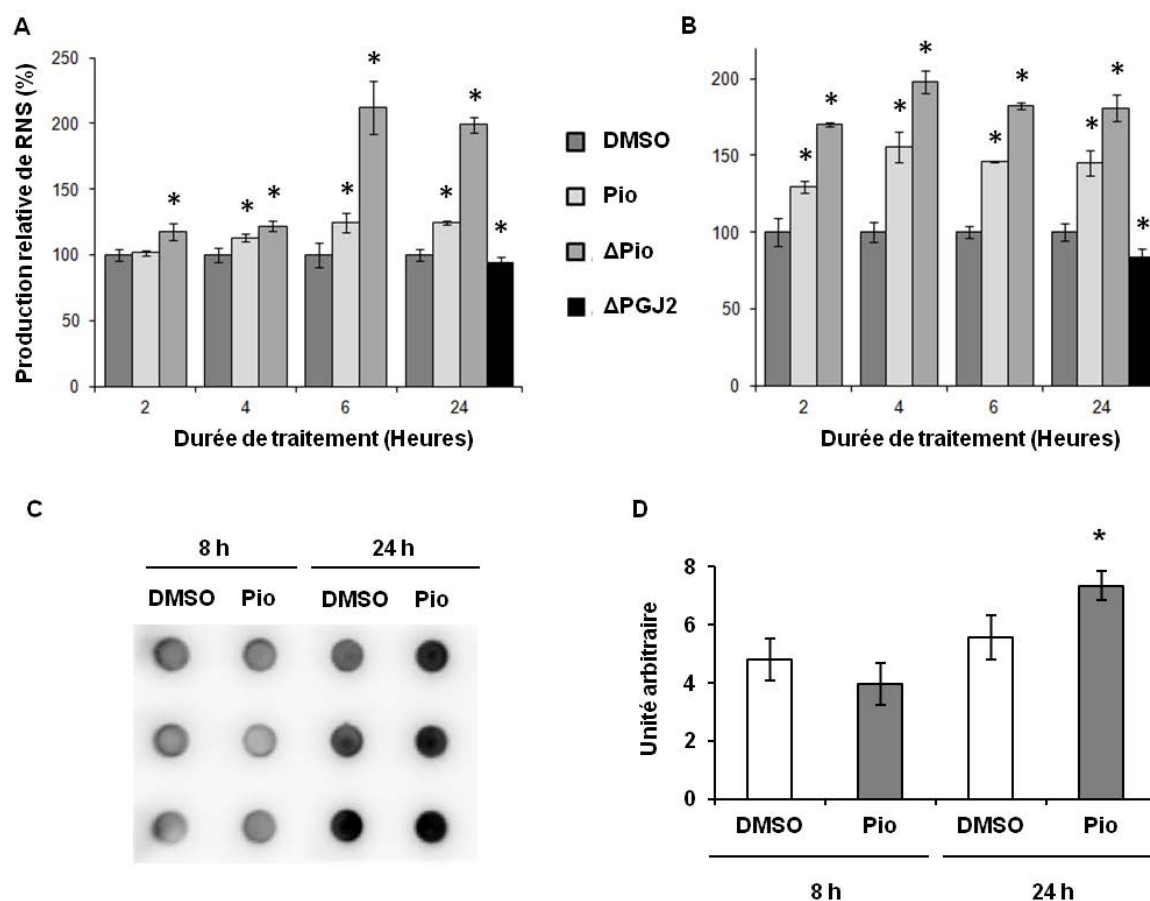 A
Production relative de RNS (%)
250
200
150
100
50
0
2 4 6 24
Durée de traitement (Heures)
* * * * * * * *
DMSO
Pio
ΔPio
ΔPGJ2
B
200
150
100
50
0
2 4 6 24
Durée de traitement (Heures)
* * * * * * * * *
C
8 h 24 h
DMSO Pio DMSO Pio
D
Unité arbitraire
8
6
4
2
0
*
DMSO Pio DMSO Pio
8 h 24 h